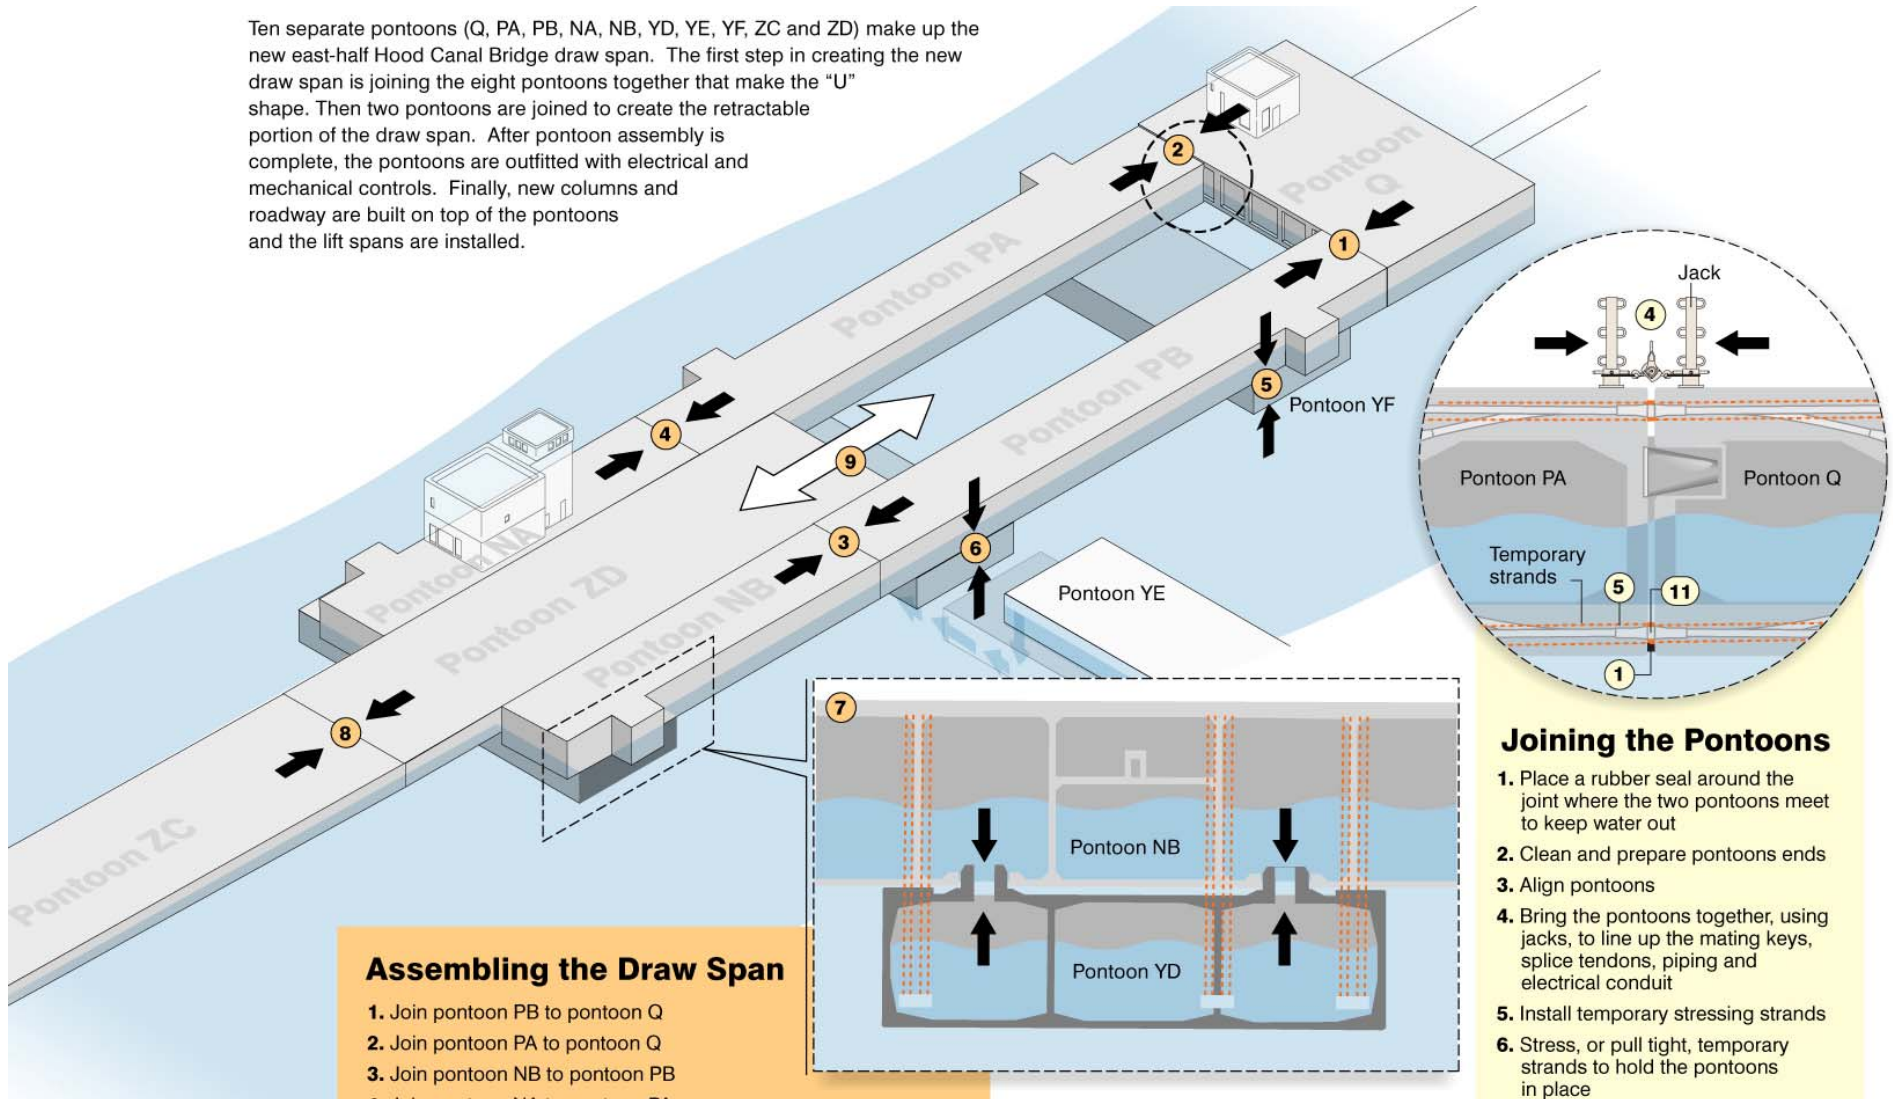 Ten separate pontoons (Q, PA, PB, NA, NB, YD, YE, YF, ZC and ZD) make up the
new east-half Hood Canal Bridge draw span.  The first step in creating the new
draw span is joining the eight pontoons together that make the “U”
shape. Then two pontoons are joined to create the retractable
portion of the draw span.  After pontoon assembly is
complete, the pontoons are outfitted with electrical and
mechanical controls.  Finally, new columns and
roadway are built on top of the pontoons
and the lift spans are installed.
2
Pontoon
Q
1
Pontoon PA
Pontoon PB
5
Pontoon YF
4
9
3
6
Pontoon YE
Pontoon NA
Pontoon ZD
Pontoon NB
8
Pontoon ZC
Jack
4
Pontoon PA
Pontoon Q
Temporary
strands
5
11
1
7
Pontoon NB
Pontoon YD
Assembling the Draw Span
1. Join pontoon PB to pontoon Q
2. Join pontoon PA to pontoon Q
3. Join pontoon NB to pontoon PB
Joining the Pontoons
1. Place a rubber seal around the
joint where the two pontoons meet
to keep water out
2. Clean and prepare pontoons ends
3. Align pontoons
4. Bring the pontoons together, using
jacks, to line up the mating keys,
splice tendons, piping and
electrical conduit
5. Install temporary stressing strands
6. Stress, or pull tight, temporary
strands to hold the pontoons
in place